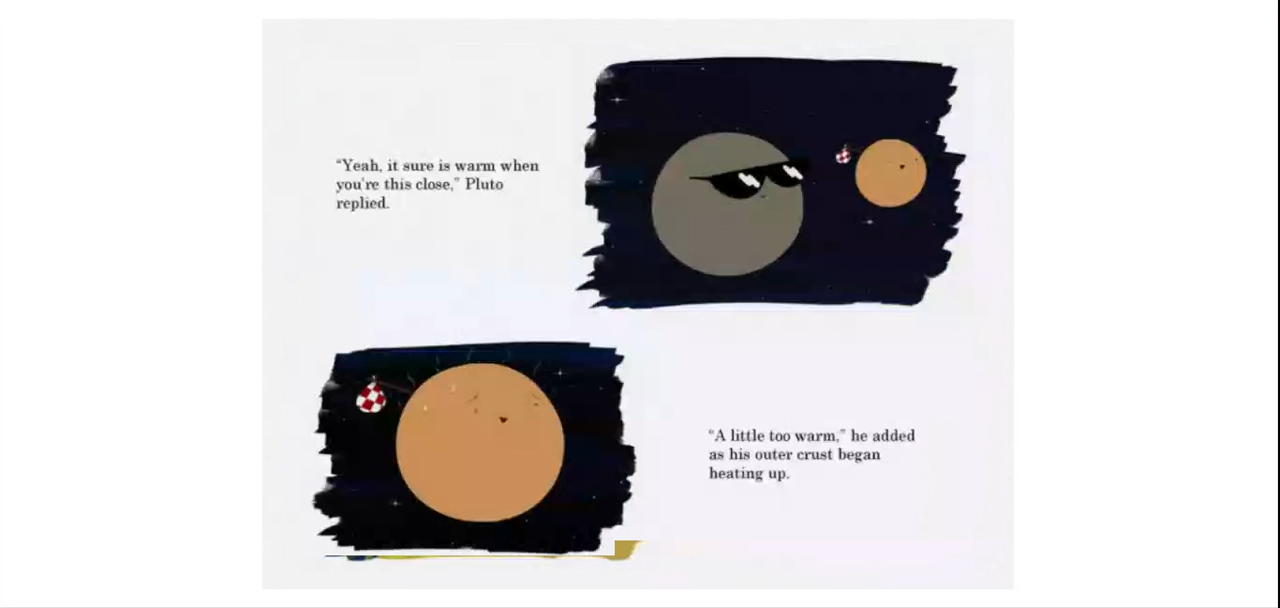 “Yeah, it sure is warm when
you're this close,” Pluto
replied.
“A little too warm,” he added
as his outer crust began
heating up.